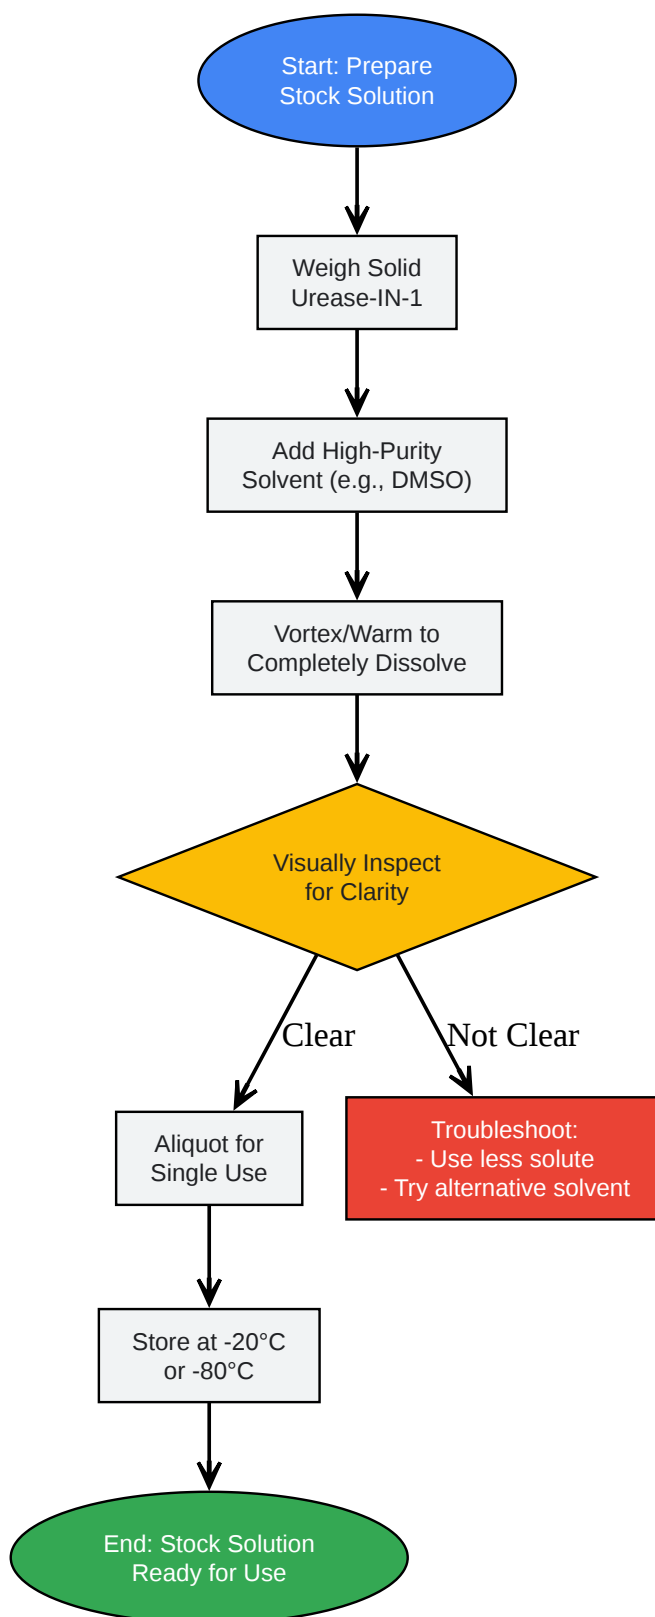 Start: Prepare
Stock Solution
Weigh Solid
Urease-IN-1
Add High-Purity
Solvent (e.g., DMSO)
Vortex/Warm to
Completely Dissolve
Visually Inspect
for Clarity
Clear
Not Clear
Aliquot for
Single Use
Troubleshoot:
- Use less solute
- Try alternative solvent
Store at -20°C
or -80°C
End: Stock Solution
Ready for Use